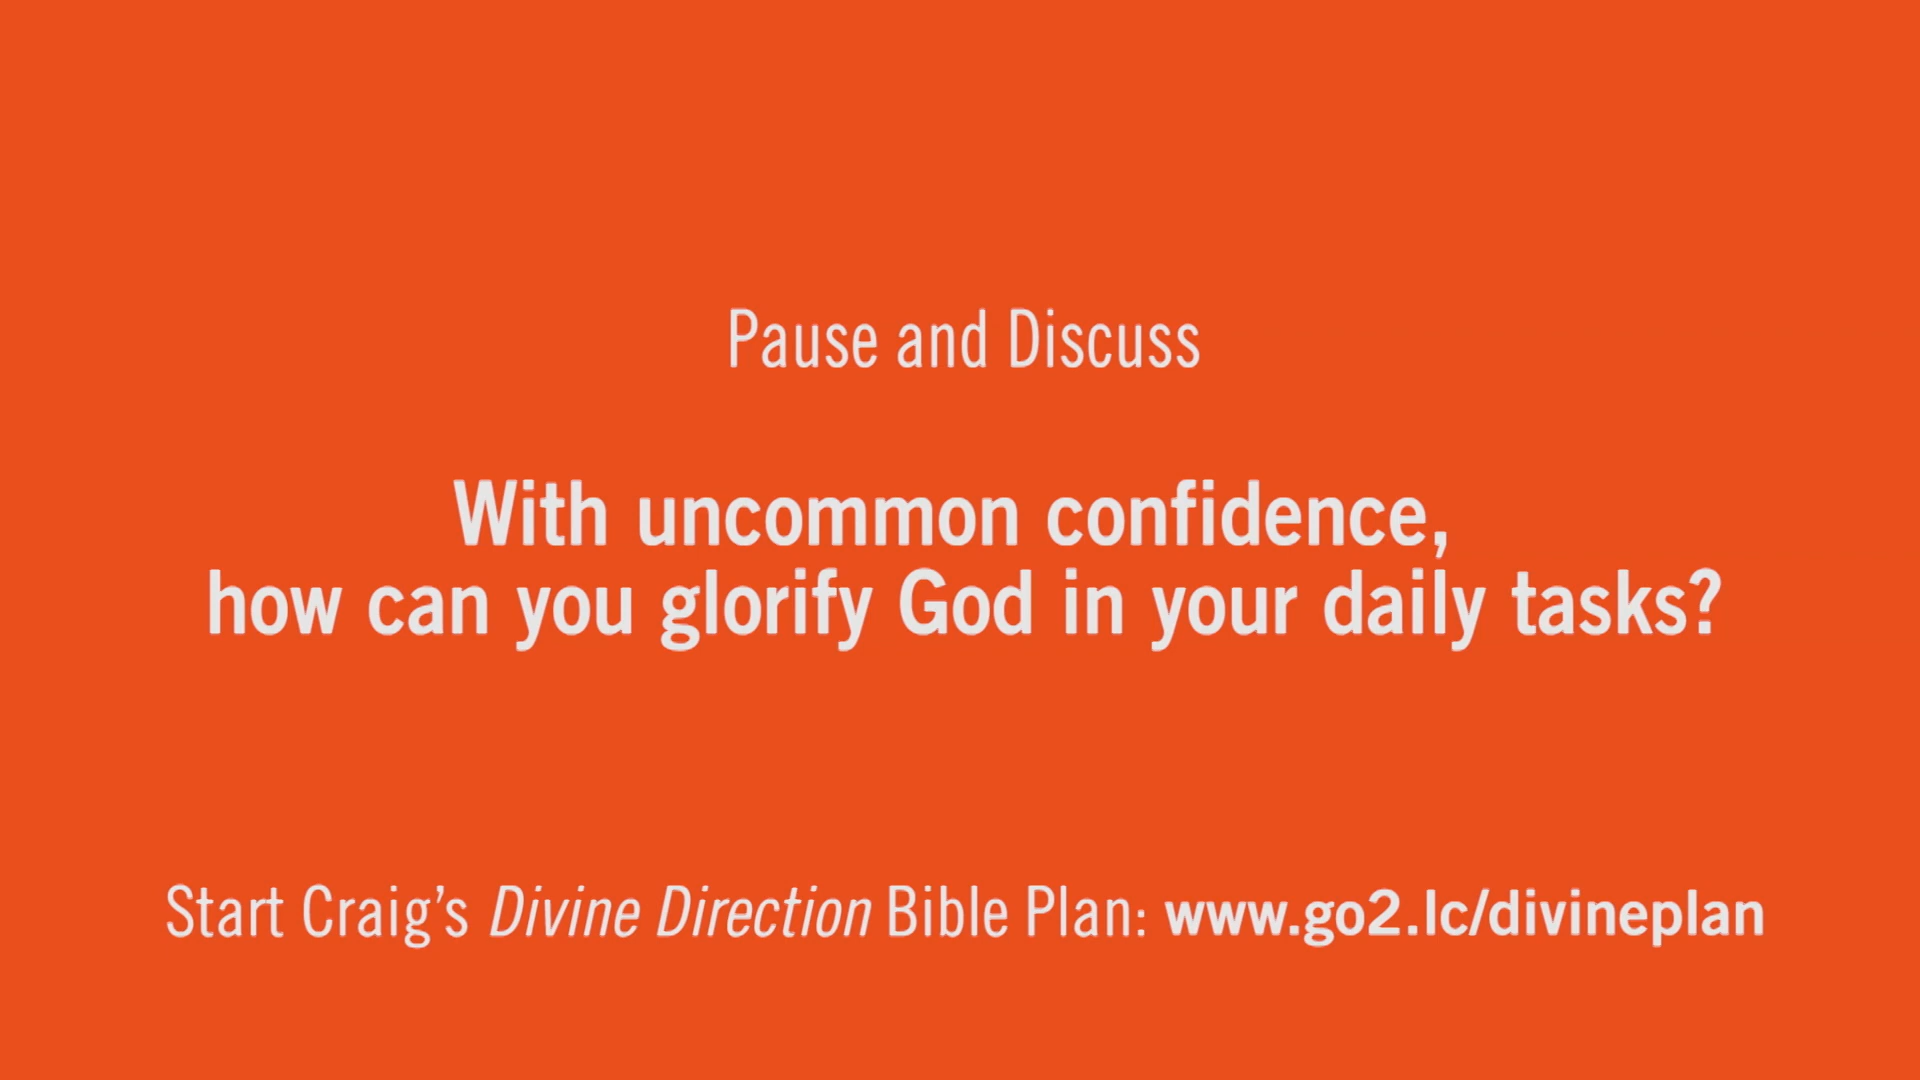 Pause and Discuss
With uncommon confidence,
how can you glorify God in your daily tasks?
Start Craig’s Divine Direction Bible Plan: www.go2.lc/divineplan